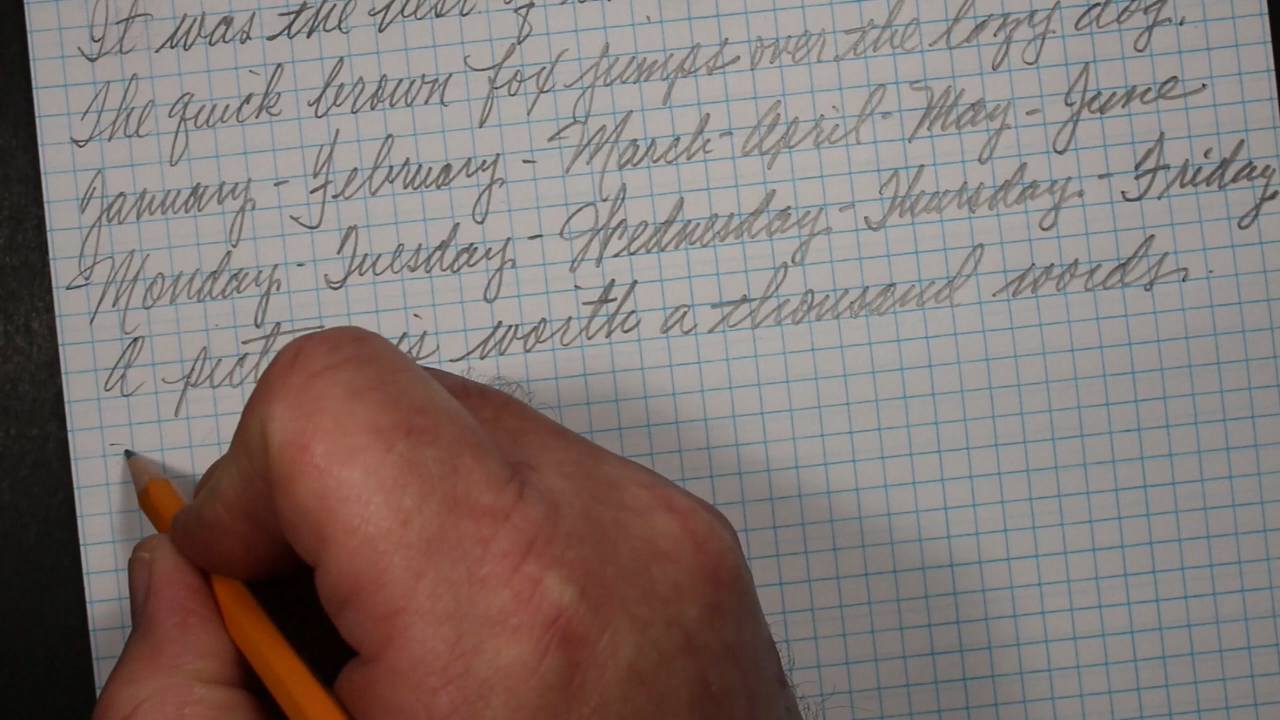 It was the best
The quick brown fox jumps over the lazy dog.
January - February - March - April - May - June
Monday - Tuesday - Wednesday - Thursday - Friday
A is worth a thousand words.